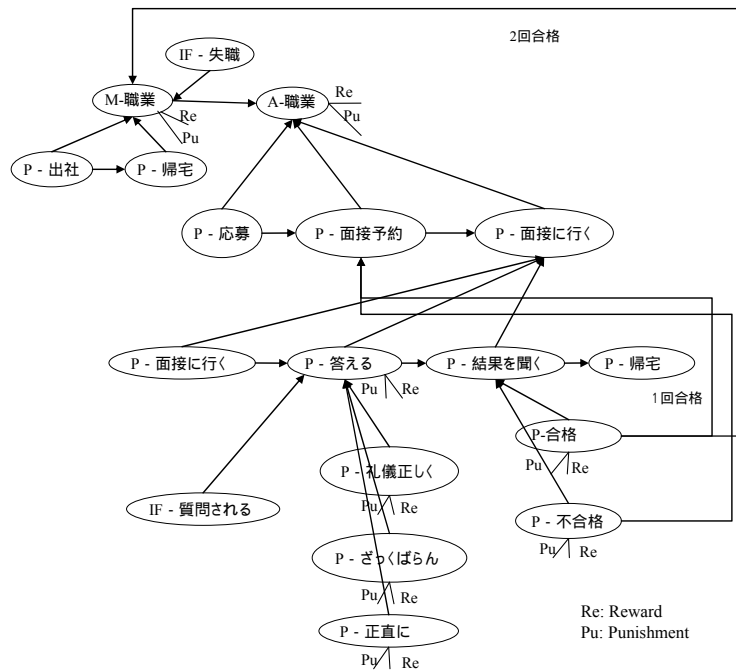 2回合格
IF - 失職
M-職業
Re
Pu
A-職業
Re
Pu
P - 出社
P - 帰宅
P - 応募
P - 面接予約
P - 面接に行く
P - 面接に行く
P - 答える
Pu
Re
P - 結果を聞く
P - 帰宅
1回合格
P-合格
Pu
Re
P - 礼儀正しく
Pu
Re
IF - 質問される
P - 不合格
Pu
Re
P - ざっくばらん
Pu
Re
P - 正直に
Pu
Re
Re: Reward
Pu: Punishment